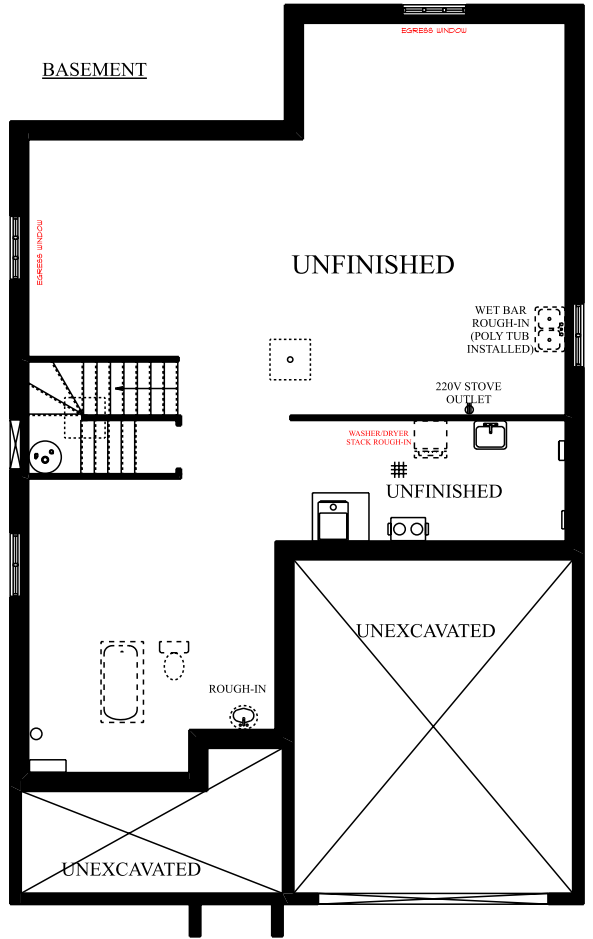 EGRESS WINDOW
BASEMENT
EGRESS WINDOW
UNFINISHED
WET BAR
ROUGH-IN
(POLY TUB
INSTALLED)
220V STOVE
OUTLET
WASHER/DRYER
STACK ROUGH-IN
UNFINISHED
UNEXCAVATED
ROUGH-IN
UNEXCAVATED